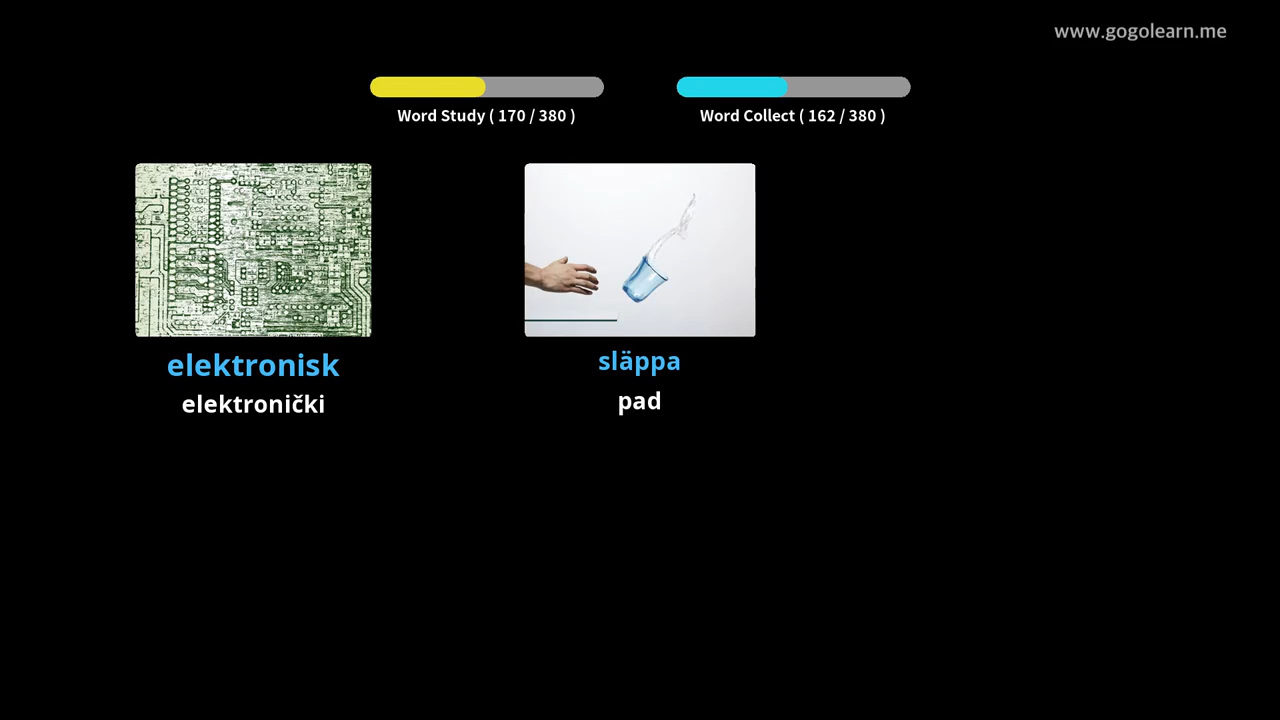 www.gogolearn.me
Word Study ( 170 / 380 )
Word Collect ( 162 / 380 )
elektronisk
elektronički
släppa
pad